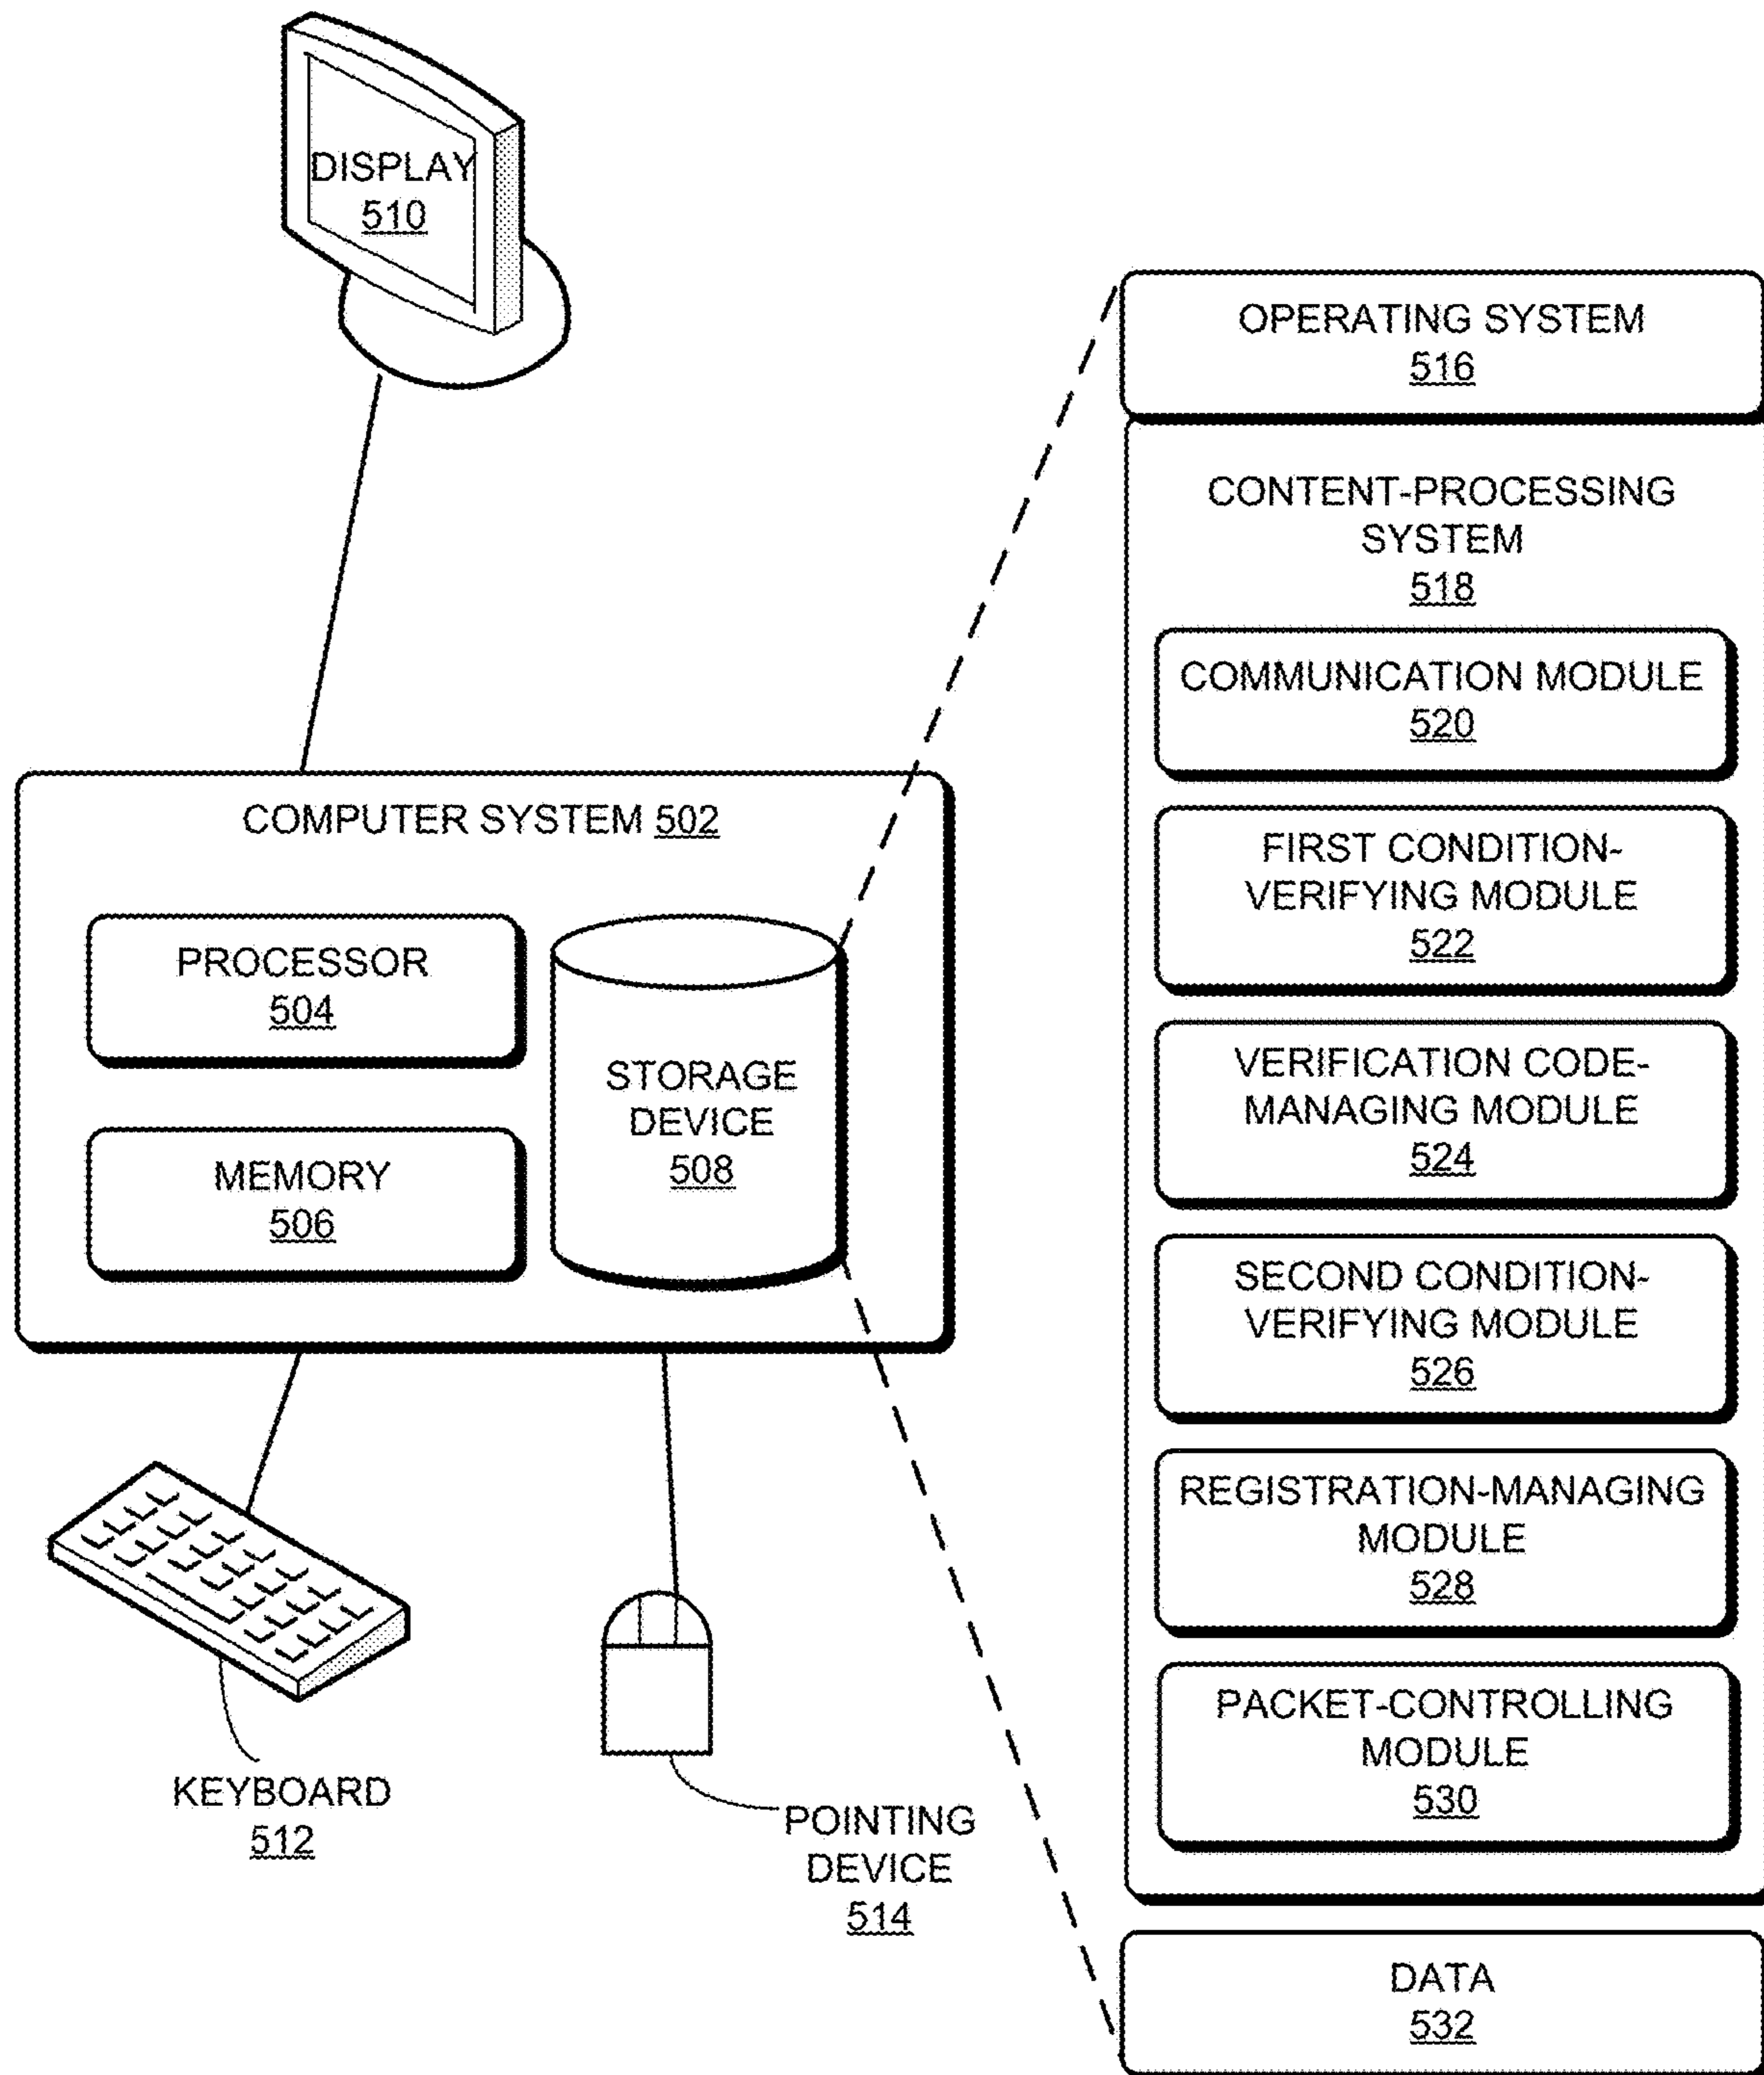 DISPLAY
510
COMPUTER SYSTEM 502
PROCESSOR
504
MEMORY
506
STORAGE
DEVICE
508
KEYBOARD
512
POINTING
DEVICE
514
OPERATING SYSTEM
516
CONTENT-PROCESSING
SYSTEM
518
COMMUNICATION MODULE
520
FIRST CONDITION-
VERIFYING MODULE
522
VERIFICATION CODE-
MANAGING MODULE
524
SECOND CONDITION-
VERIFYING MODULE
526
REGISTRATION-MANAGING
MODULE
528
PACKET-CONTROLLING
MODULE
530
DATA
532